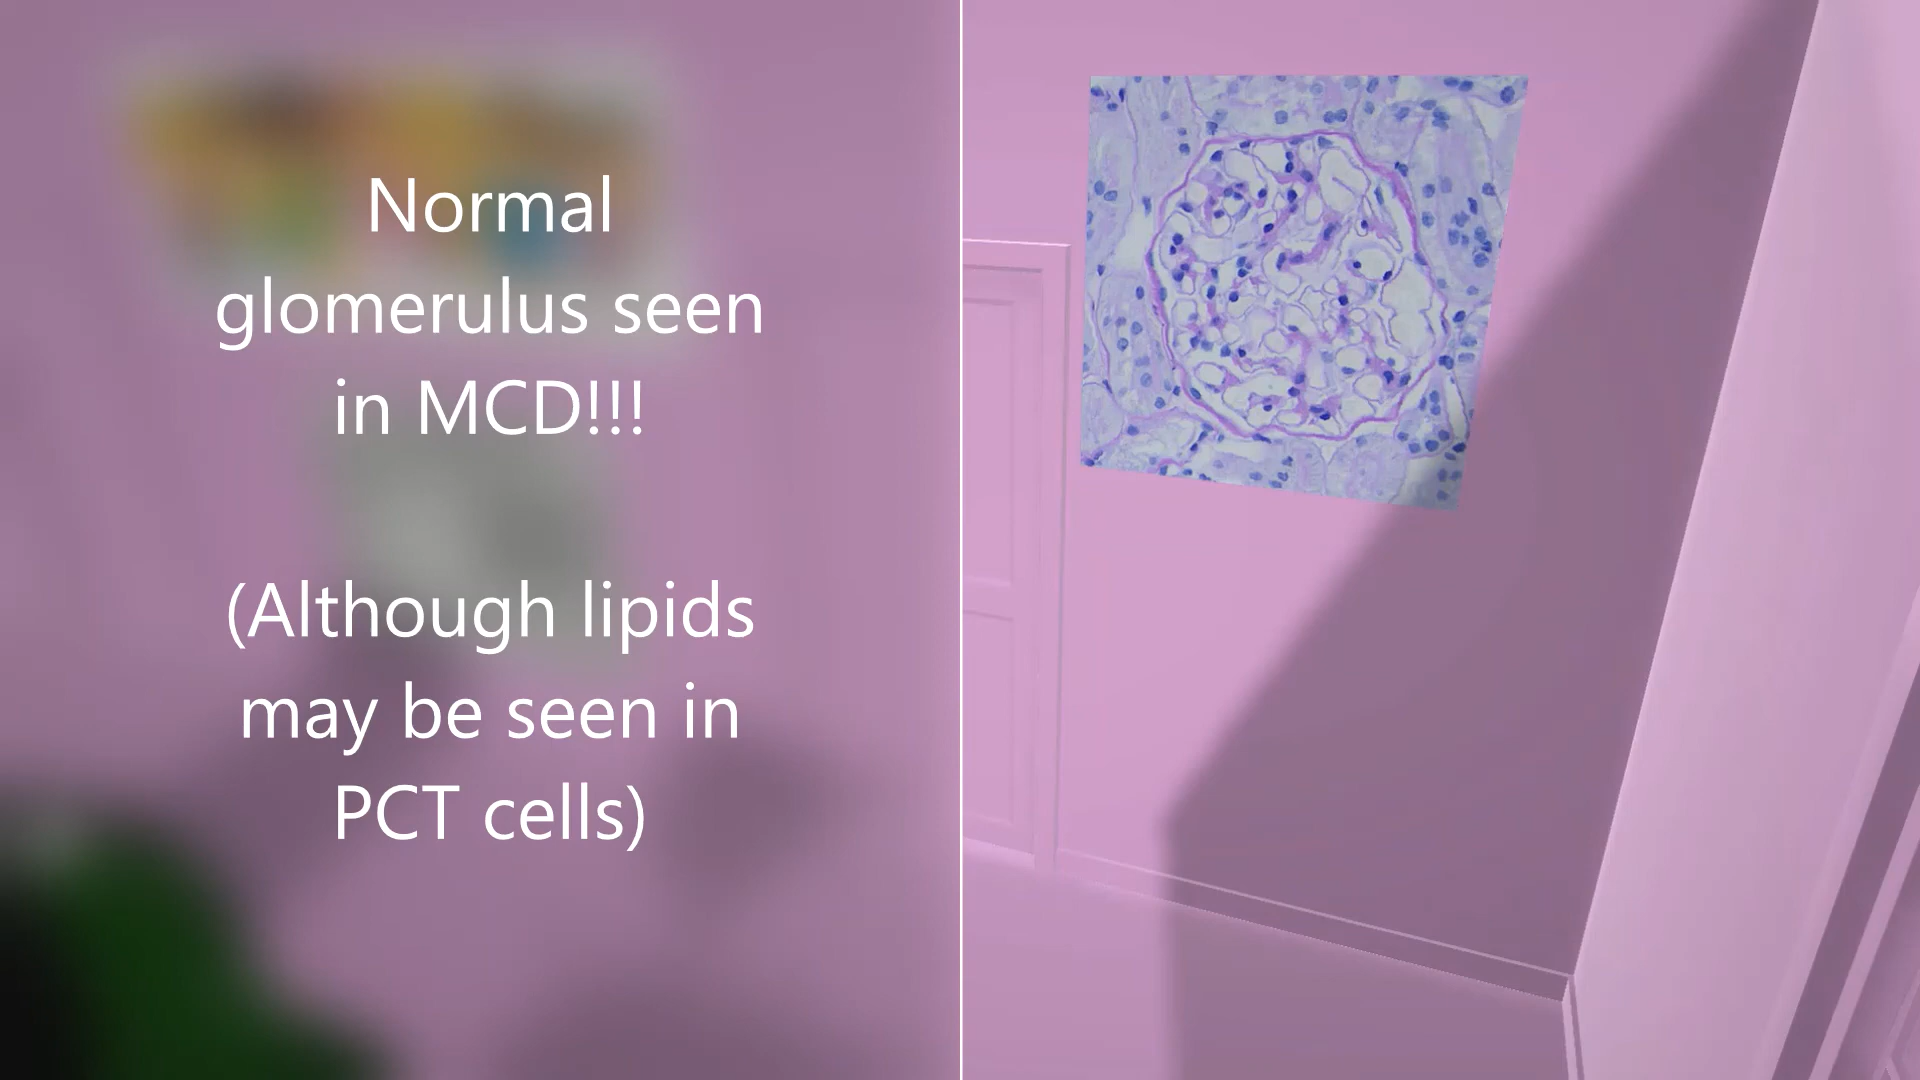 Normal
glomerulus seen
in MCD!!!
(Although lipids
may be seen in
PCT cells)